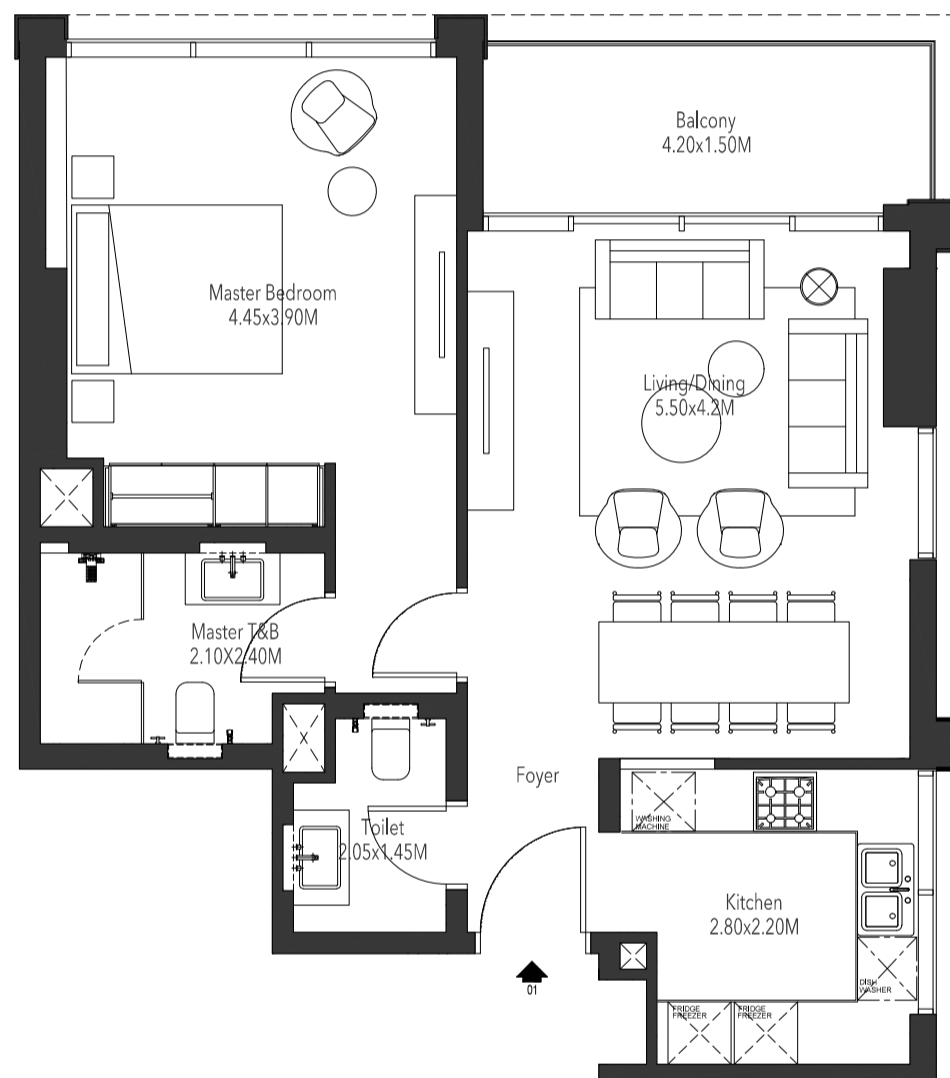 Balcony
4.20x1.50M
Master Bedroom
4.45x3.90M
Living/Dining
5.50x4.2M
Master T&B
2.10X2.40M
Foyer
Toilet
2.05x1.45M
WASHING
MACHINE
Kitchen
2.80x2.20M
DISH
WASHER
FRIDGE
FREEZER
FRIDGE
FREEZER
01